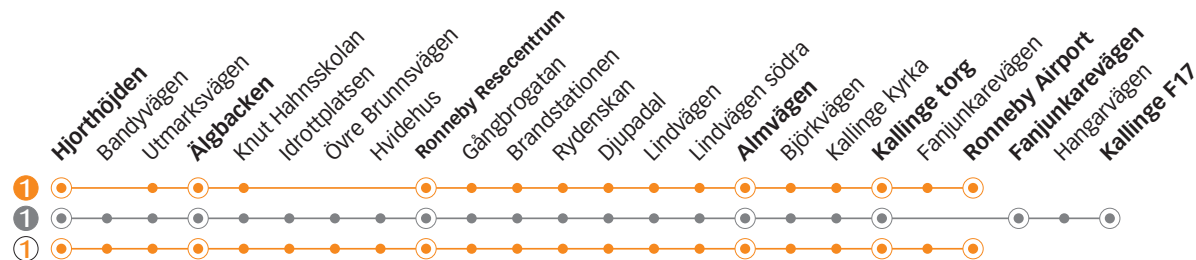 Hjorthöjden
Bandyvägen
Utmarksvägen
Älgbacken
Knut Hahnsskolan
Idrottplatsen
Övre Brunnsvägen
Hvidehus
Ronneby Resecentrum
Gångbrogatan
Brandstationen
Rydenskan
Djupadal
Lindvägen
Lindvägen södra
Almvägen
Björkvägen
Kallinge Kyrka
Kallinge torg
Fanjunkarevägen
Ronneby Airport
Fanjunkarevägen
Hangarvägen
Kallinge F17
1
1
1